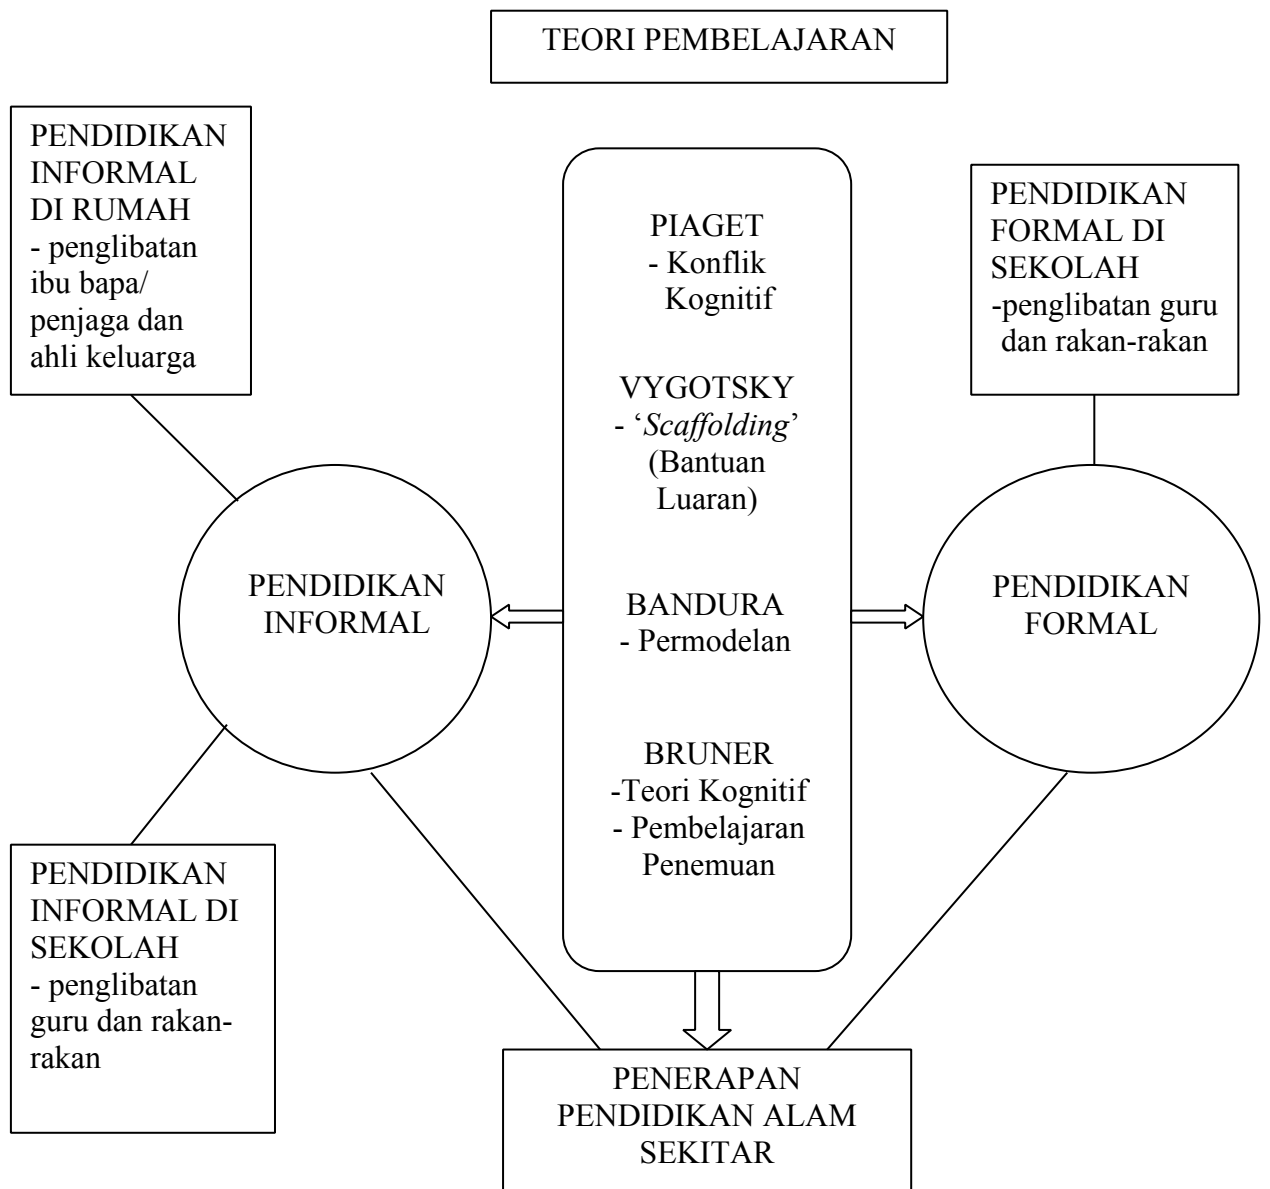 TEORI PEMBELAJARAN
PENDIDIKAN
INFORMAL
DI RUMAH
- penglibatan
ibu bapa/
penjaga dan
ahli keluarga
PIAGET
- Konflik
Kognitif
VYGOTSKY
- ‘Scaffolding’
(Bantuan
Luaran)
BANDURA
- Permodelan
BRUNER
-Teori Kognitif
- Pembelajaran
Penemuan
PENDIDIKAN
FORMAL DI
SEKOLAH
-penglibatan guru
dan rakan-rakan
PENDIDIKAN
INFORMAL
PENDIDIKAN
FORMAL
PENDIDIKAN
INFORMAL DI
SEKOLAH
- penglibatan
guru dan rakan-
rakan
PENERAPAN
PENDIDIKAN ALAM
SEKITAR